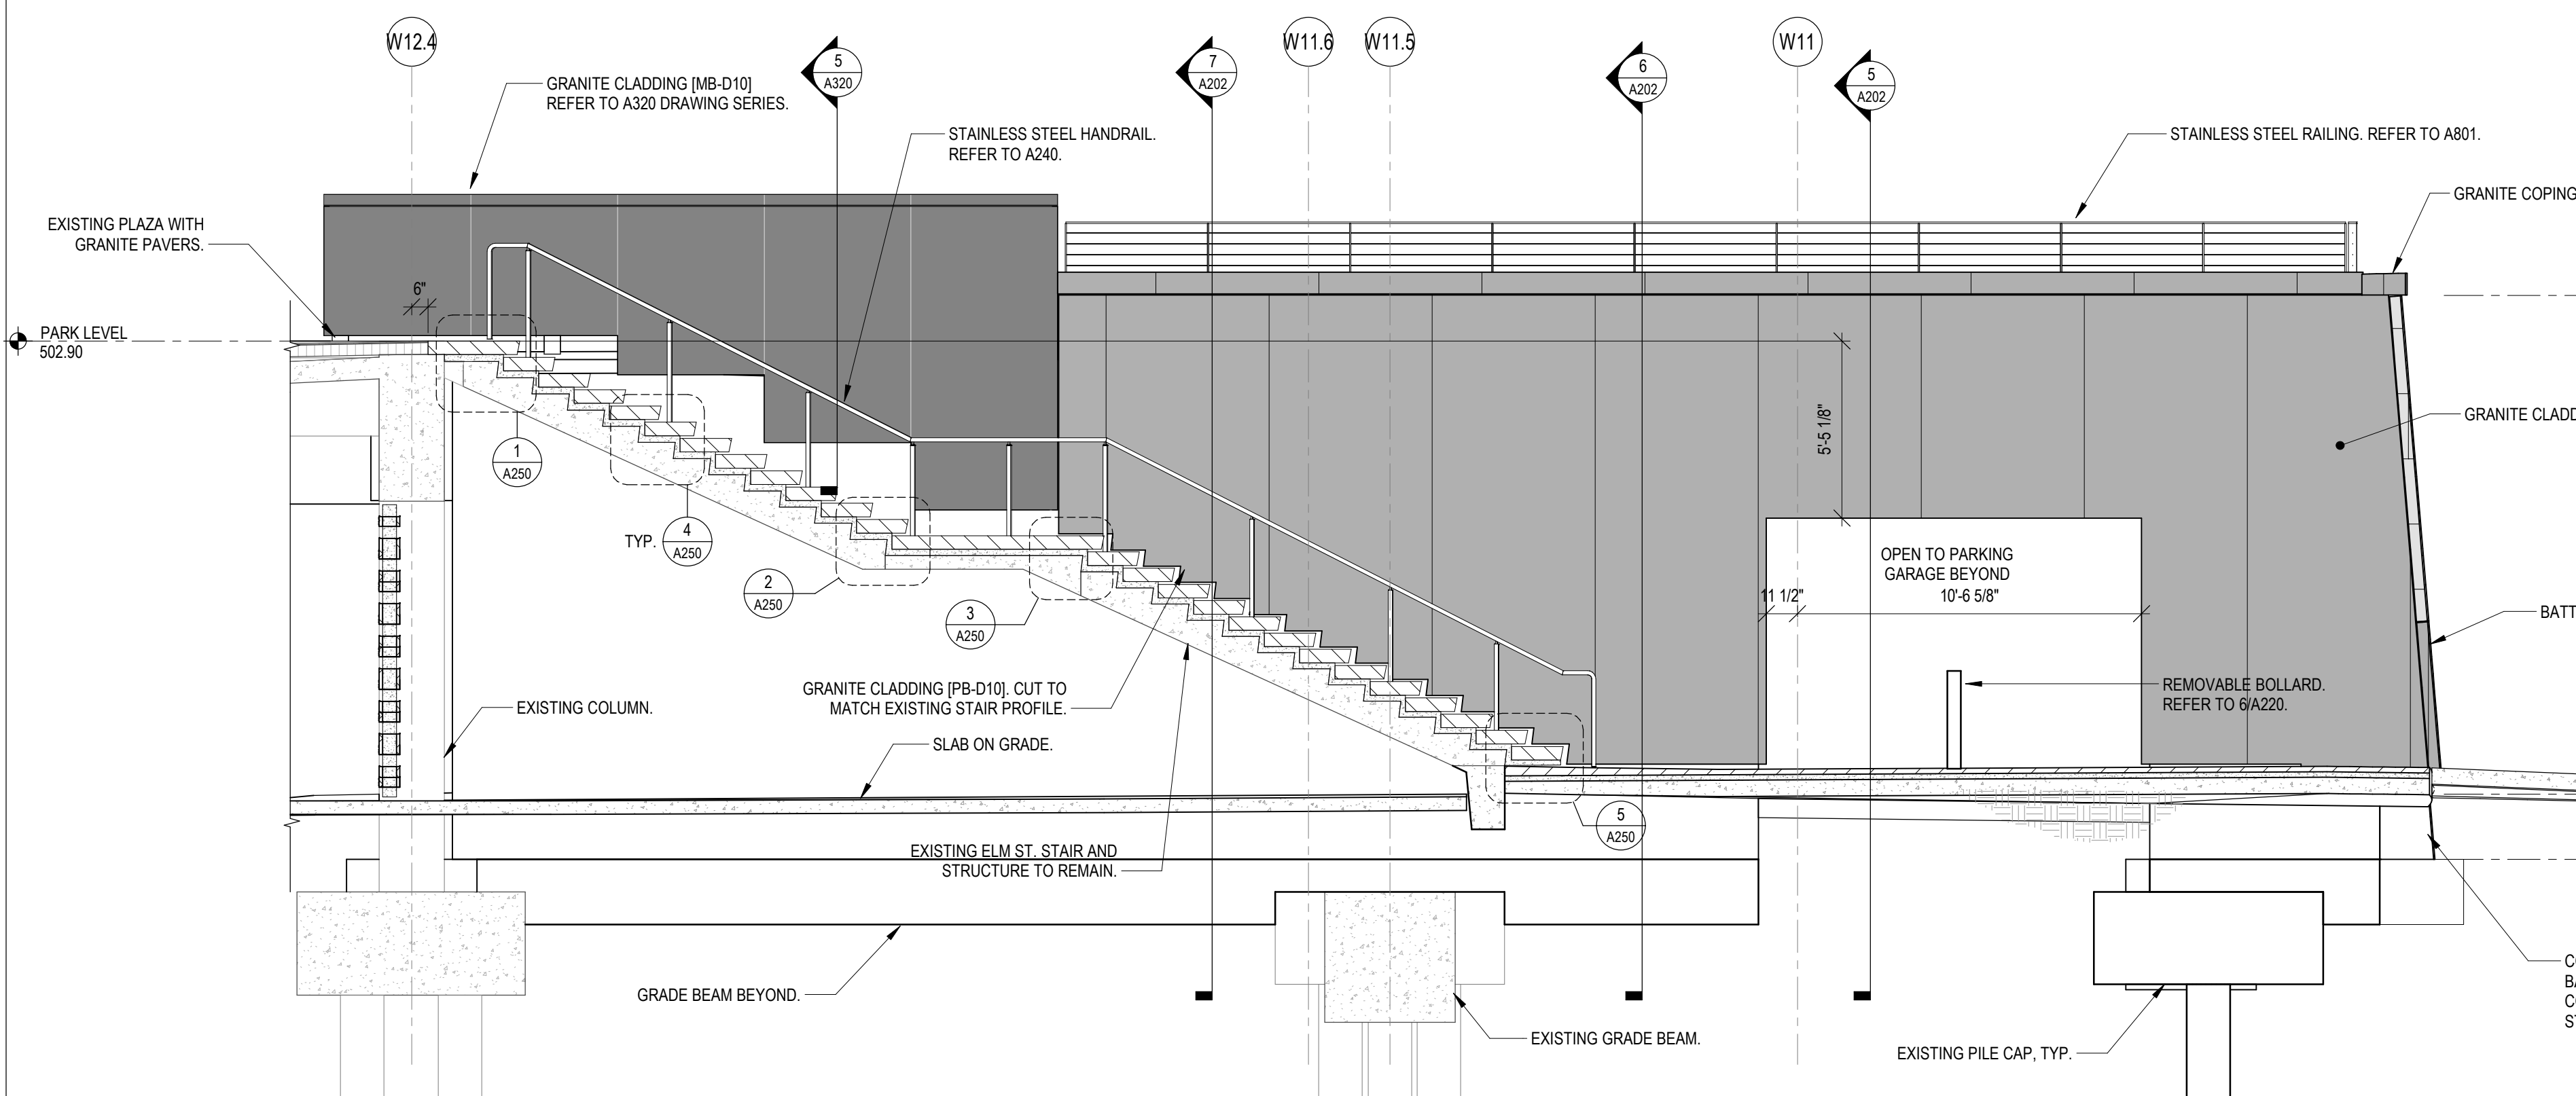 W12.4
5
A320
7
A202
W11.6
W11.5
6
A202
W11
5
A202
GRANITE CLADDING [MB-D10]
REFER TO A320 DRAWING SERIES.
STAINLESS STEEL HANDRAIL.
REFER TO A240.
STAINLESS STEEL RAILING. REFER TO A801.
GRANITE COPING
EXISTING PLAZA WITH
GRANITE PAVERS.
6"
PARK LEVEL
502.90
5'-5 1/8"
GRANITE CLADD
1
A250
TYP.
4
A250
2
A250
3
A250
OPEN TO PARKING
GARAGE BEYOND
11 1/2"
10'-6 5/8"
BATT
GRANITE CLADDING [PB-D10]. CUT TO
MATCH EXISTING STAIR PROFILE.
REMOVABLE BOLLARD.
REFER TO 6/A220.
EXISTING COLUMN.
SLAB ON GRADE.
5
A250
EXISTING ELM ST. STAIR AND
STRUCTURE TO REMAIN.
GRADE BEAM BEYOND.
EXISTING GRADE BEAM.
EXISTING PILE CAP, TYP.